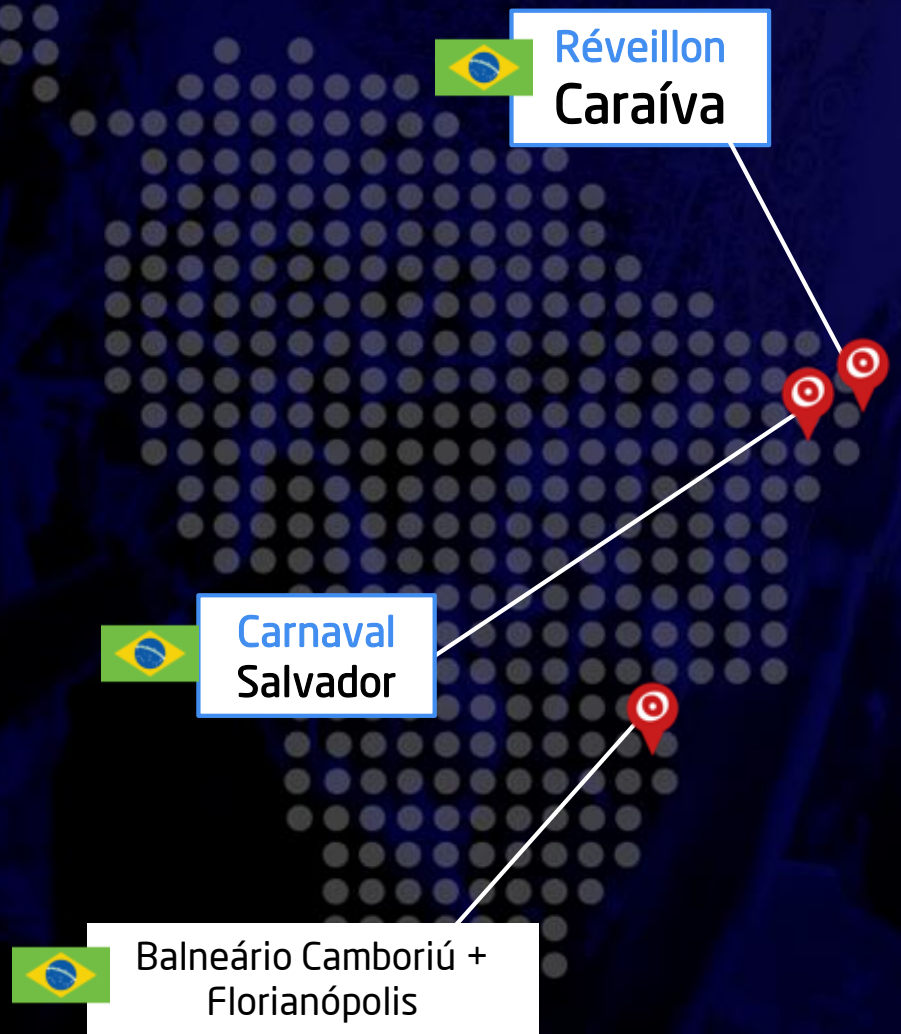 Réveillon
Caraíva
Carnaval
Salvador
Balneário Camboriú +
Florianópolis